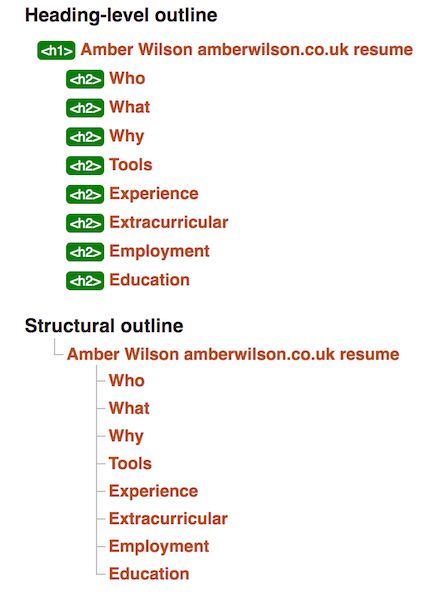 Heading-level outline
<h1> Amber Wilson amberwilson.co.uk resume
<h2> Who
<h2> What
<h2> Why
<h2> Tools
<h2> Experience
<h2> Extracurricular
<h2> Employment
<h2> Education
Structural outline
Amber Wilson amberwilson.co.uk resume
Who
What
Why
Tools
Experience
Extracurricular
Employment
Education